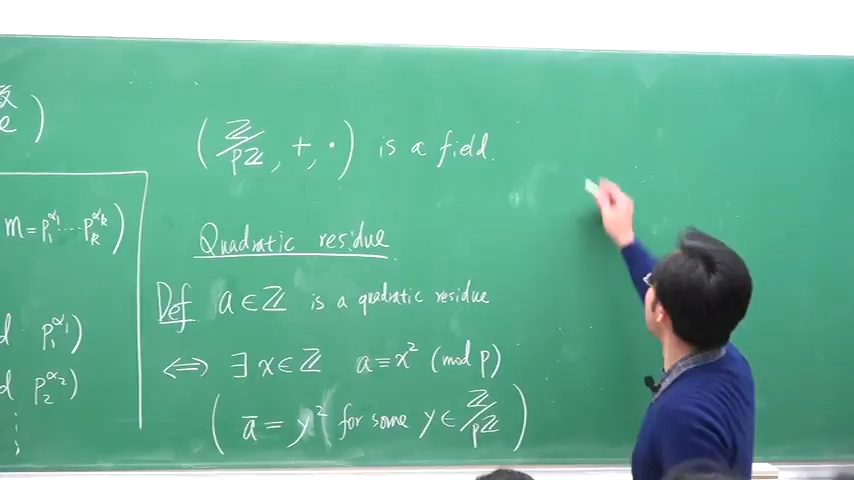 e )
m = p₁^α₁ ⋯ p_k^α_k )
d p₁^α₁ )
d p₂^α₂ )
⋮
( ℤ/pℤ, +, · ) is a field.
Quadratic residue
Def a ∈ ℤ is a quadratic residue
⟺ ∃ x ∈ ℤ a ≡ x² (mod p)
( a̅ = y² for some y ∈ ℤ/pℤ )